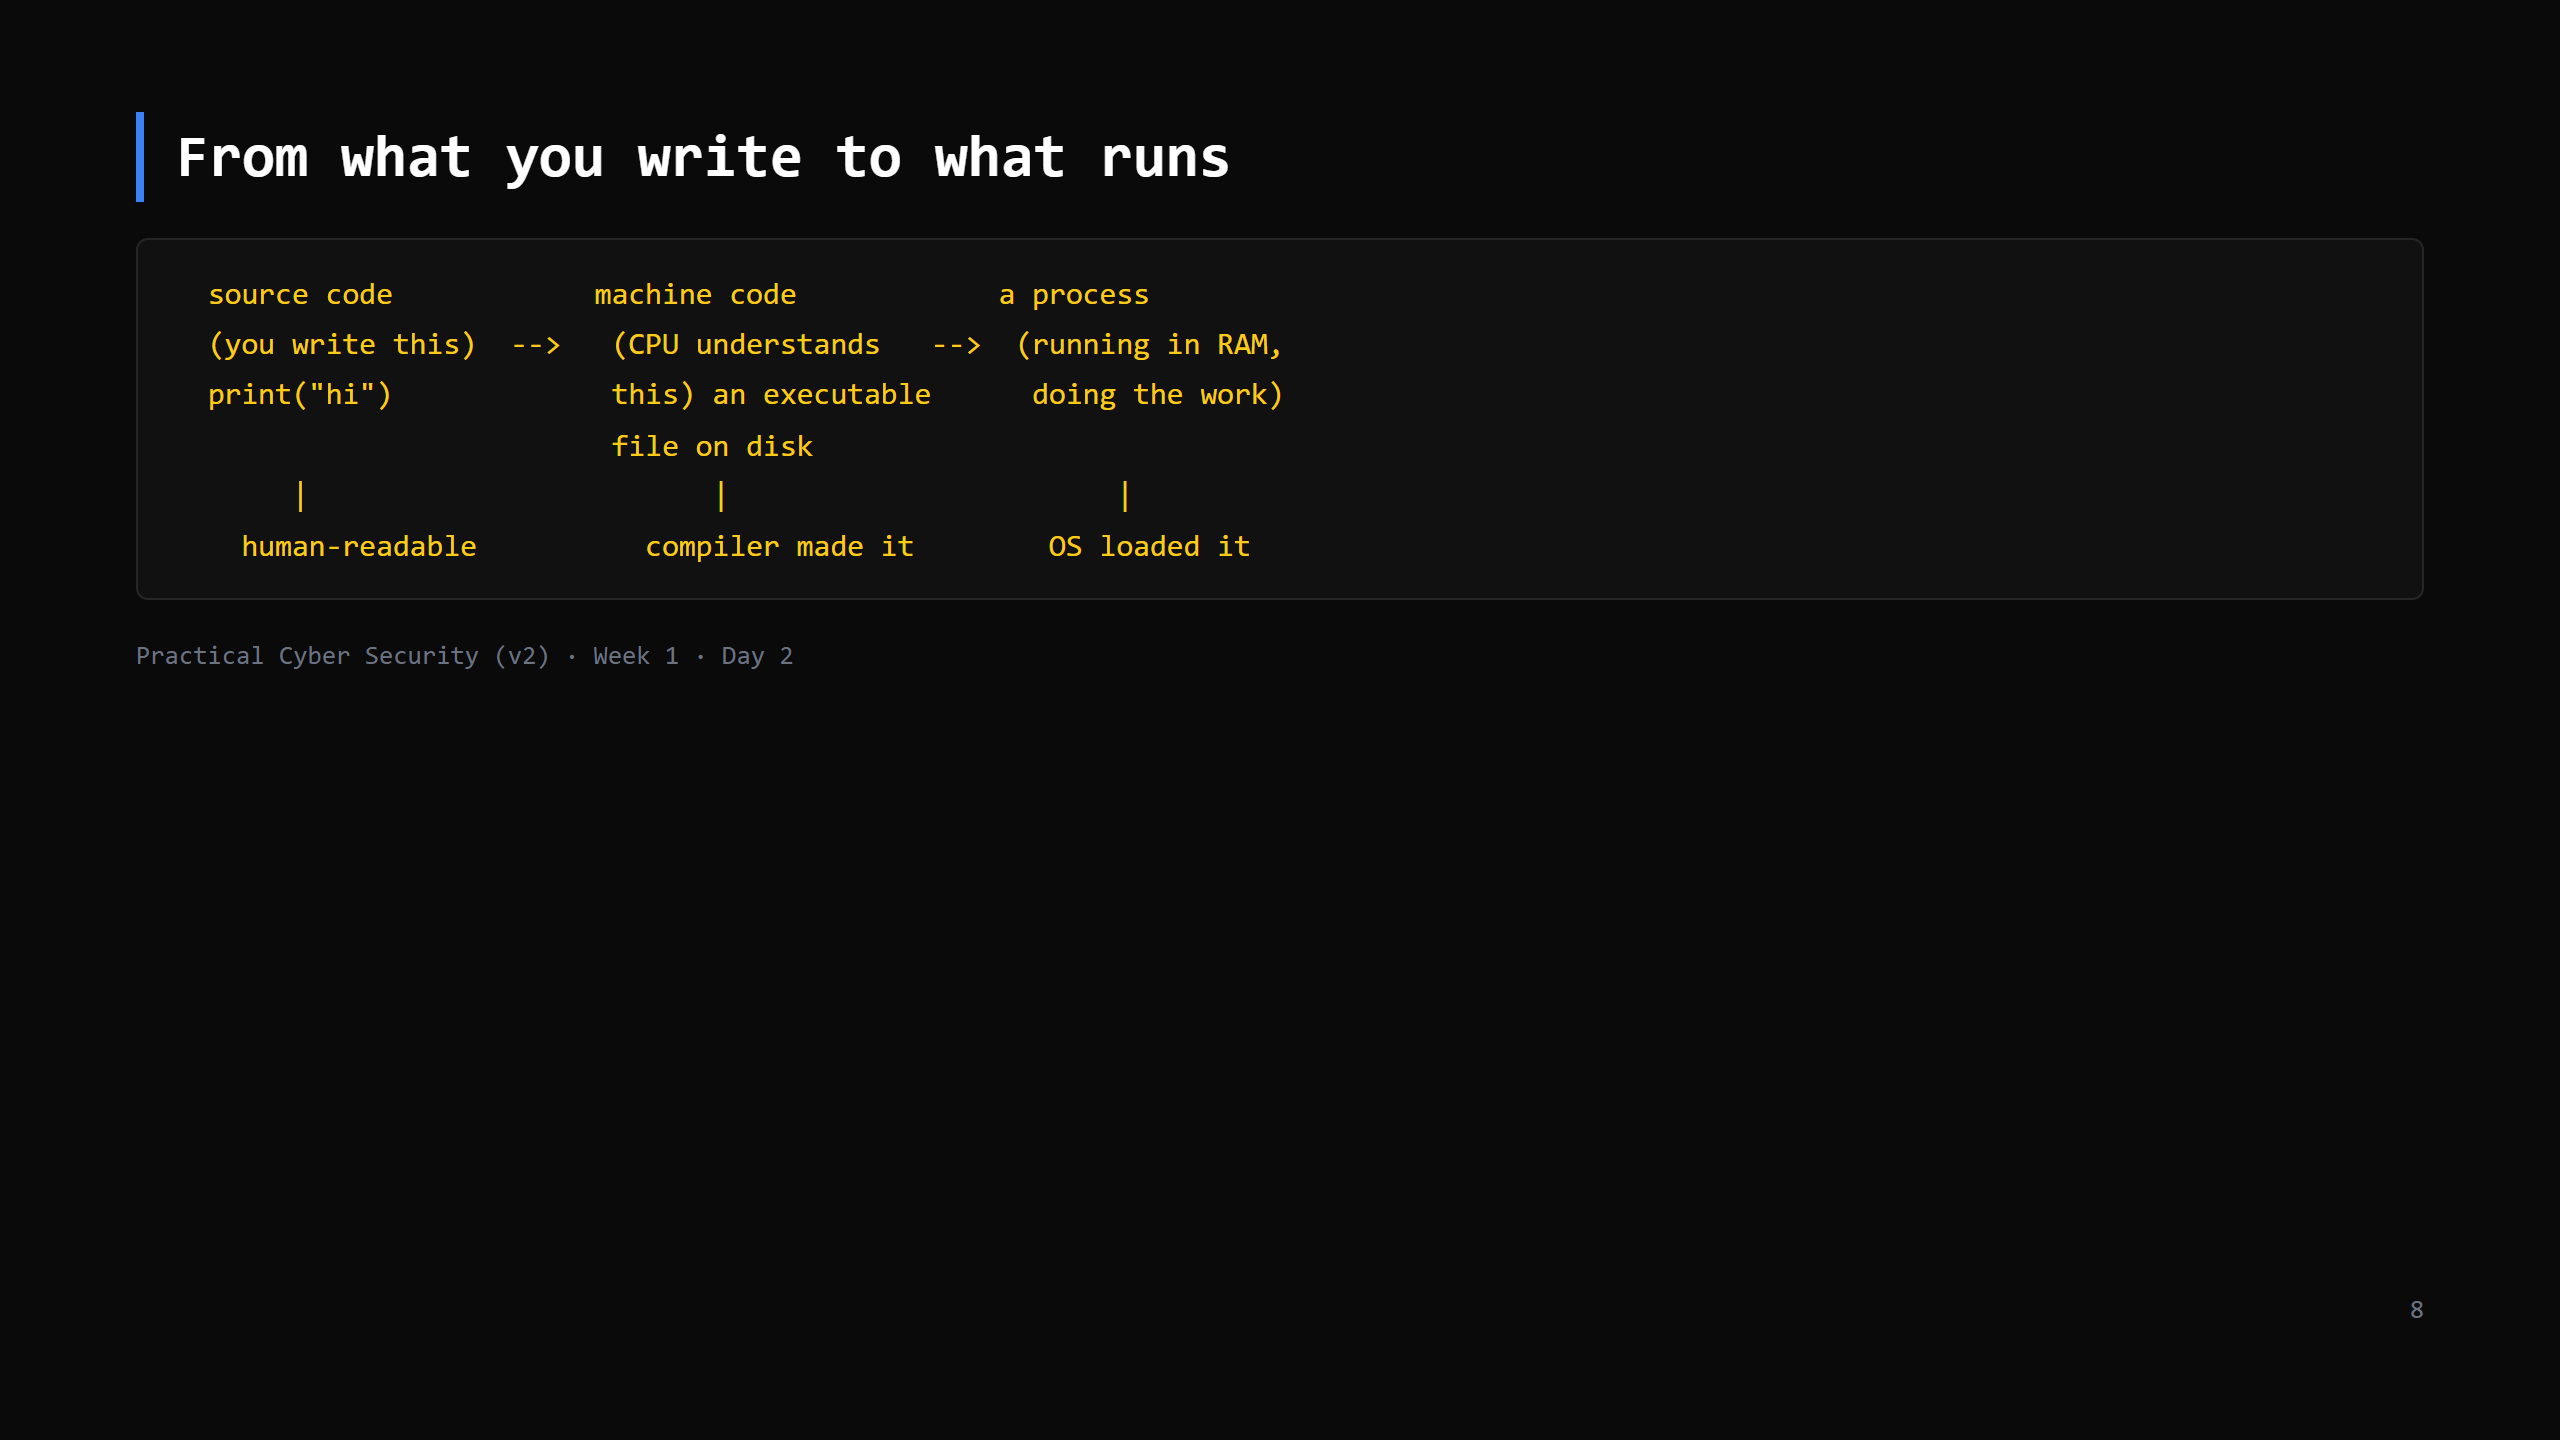 From what you write to what runs
source code            machine code            a process
(you write this)  -->   (CPU understands   -->  (running in RAM,
print("hi")             this) an executable      doing the work)
                        file on disk
     |                        |                       |
  human-readable          compiler made it        OS loaded it
Practical Cyber Security (v2) · Week 1 · Day 2
8